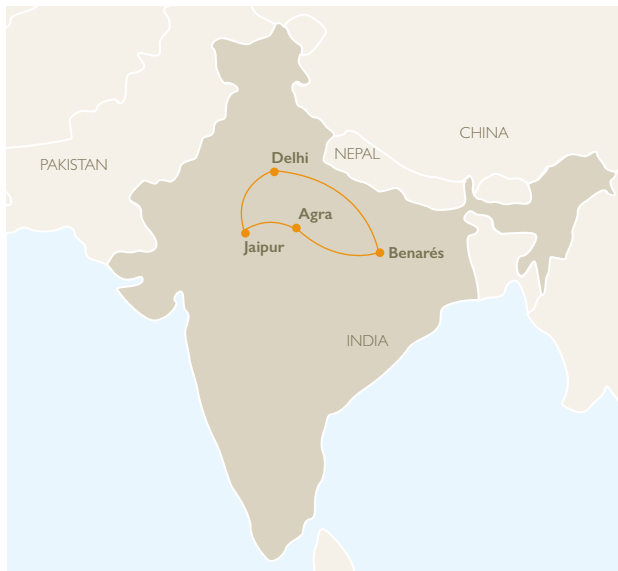 CHINA
Delhi
NEPAL
PAKISTAN
Agra
Jaipur
Benarés
INDIA